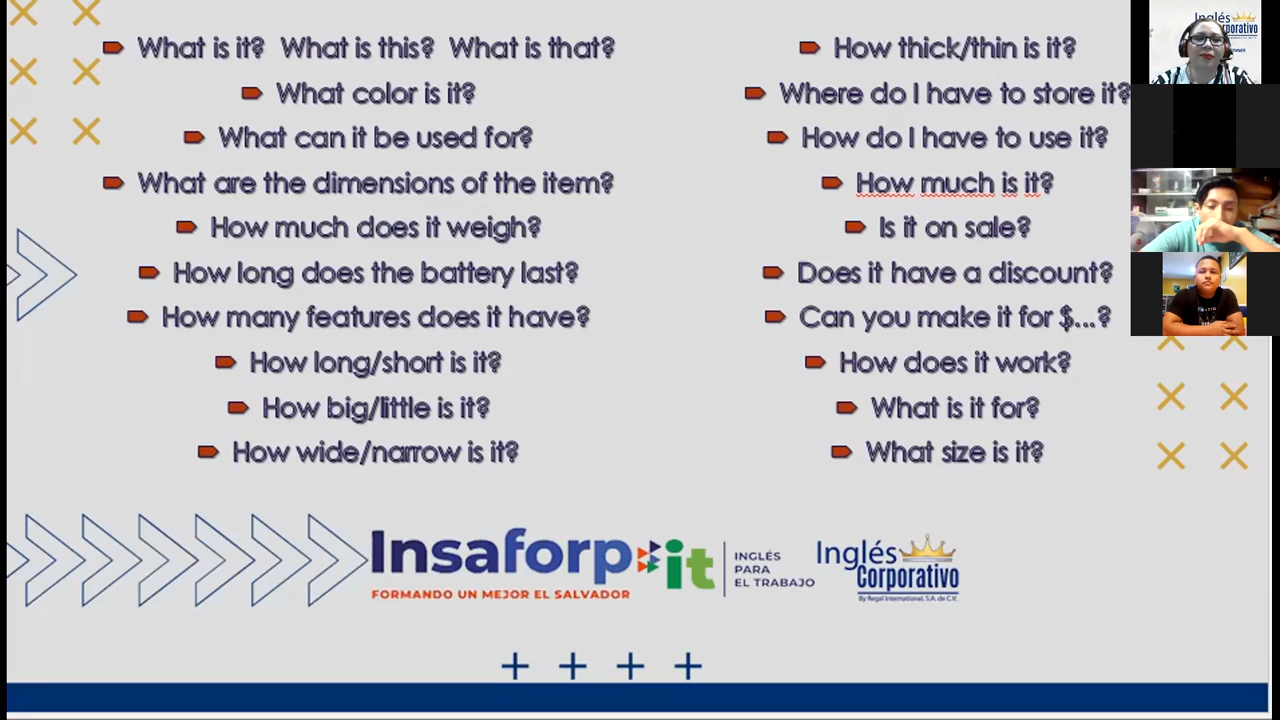 What is it? What is this? What is that?
What color is it?
What can it be used for?
What are the dimensions of the item?
How much does it weigh?
How long does the battery last?
How many features does it have?
How long/short is it?
How big/little is it?
How wide/narrow is it?
How thick/thin is it?
Where do I have to store it?
How do I have to use it?
How much is it?
Is it on sale?
Does it have a discount?
Can you make it for $...?
How does it work?
What is it for?
What size is it?
Insaforp it
FORMANDO UN MEJOR EL SALVADOR
INGLÉS
PARA
EL TRABAJO
Inglés
Corporativo
By Regal International, S.A. de C.V.
Inglés